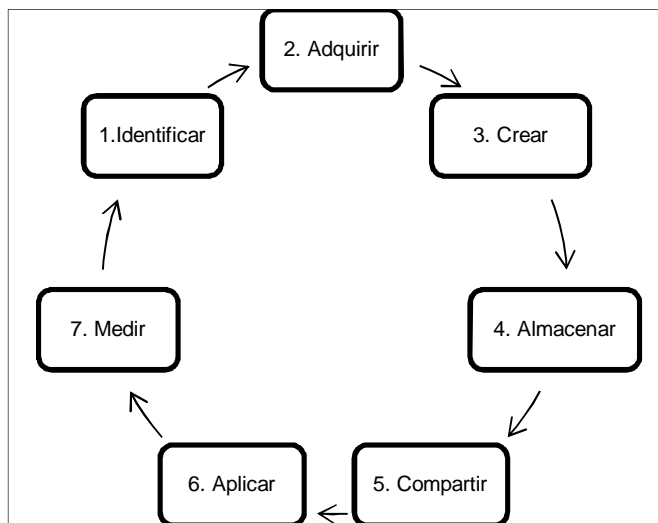 1.Identificar
2. Adquirir
3. Crear
4. Almacenar
5. Compartir
6. Aplicar
7. Medir